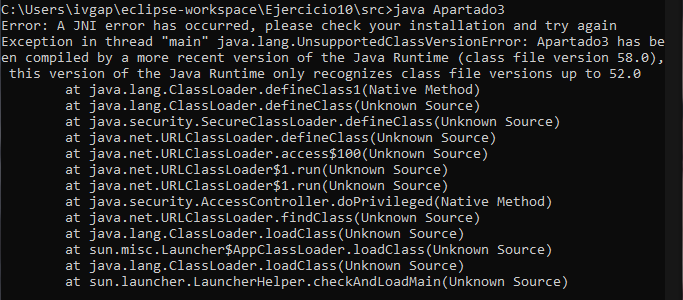 C:\Users\ivgap\eclipse-workspace\Ejercicio10\src>java Apartado3
Error: A JNI error has occurred, please check your installation and try again
Exception in thread "main" java.lang.UnsupportedClassVersionError: Apartado3 has be
en compiled by a more recent version of the Java Runtime (class file version 58.0),
 this version of the Java Runtime only recognizes class file versions up to 52.0
        at java.lang.ClassLoader.defineClass1(Native Method)
        at java.lang.ClassLoader.defineClass(Unknown Source)
        at java.security.SecureClassLoader.defineClass(Unknown Source)
        at java.net.URLClassLoader.defineClass(Unknown Source)
        at java.net.URLClassLoader.access$100(Unknown Source)
        at java.net.URLClassLoader$1.run(Unknown Source)
        at java.net.URLClassLoader$1.run(Unknown Source)
        at java.security.AccessController.doPrivileged(Native Method)
        at java.net.URLClassLoader.findClass(Unknown Source)
        at java.lang.ClassLoader.loadClass(Unknown Source)
        at sun.misc.Launcher$AppClassLoader.loadClass(Unknown Source)
        at java.lang.ClassLoader.loadClass(Unknown Source)
        at sun.launcher.LauncherHelper.checkAndLoadMain(Unknown Source)